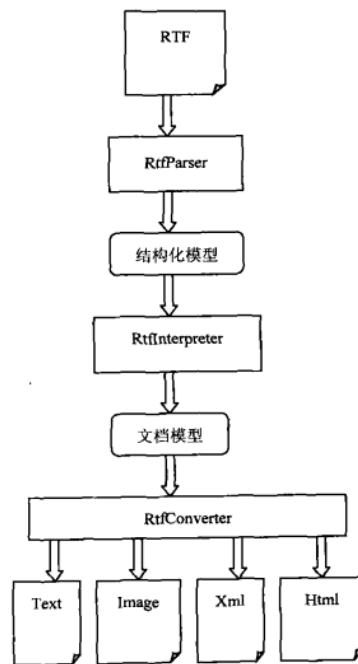 RTF
RtfParser
结构化模型
RtfInterpreter
文档模型
RtfConverter
Text Image Xml Html